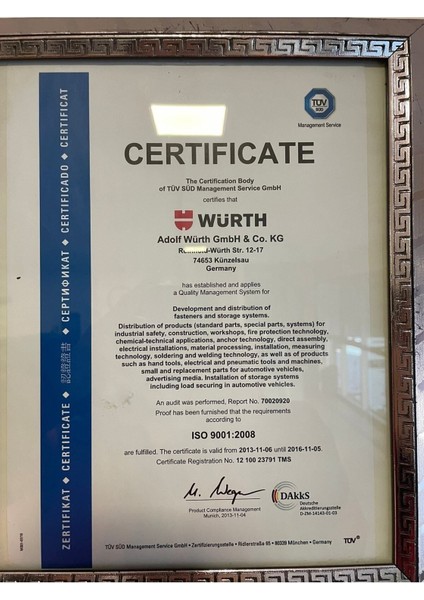 TÜV
SÜD
Management Service
CERTIFICATE
The Certification Body
of TÜV SÜD Management Service GmbH
certifies that
WÜRTH
Adolf Würth GmbH & Co. KG
Reinhold-Würth Str. 12-17
74653 Künzelsau
Germany
has established and applies
a Quality Management System for
Development and distribution of
fasteners and storage systems.
Distribution of products (standard parts, special parts, systems) for
industrial safety, construction, workshops, fire protection technology,
chemical-technical applications, anchor technology, direct assembly,
electrical installations, material processing, installation, measuring
technology, soldering and welding technology, as well as of products
such as hand tools, electrical and pneumatic tools and machines,
small and replacement parts for automotive vehicles,
advertising media. Installation of storage systems
including load securing in automotive vehicles.
An audit was performed, Report No. 70020920
Proof has been furnished that the requirements
according to
ISO 9001:2008
are fulfilled. The certificate is valid from 2013-11-06 until 2016-11-05.
Certificate Registration No. 12 100 23791 TMS
Product Compliance Management
Munich, 2013-11-04
DAkkS
Deutsche
Akkreditierungsstelle
D-ZM-14143-01-03
TÜV SÜD Management Service GmbH • Zertifizierungsstelle • Ridlerstraße 65 • 80339 München • Germany
TÜV®
ZERTIFIKAT ◆ CERTIFICATE ◆ 認證證書 ◆ СЕРТИФИКАТ ◆ CERTIFICADO ◆ CERTIFICAT